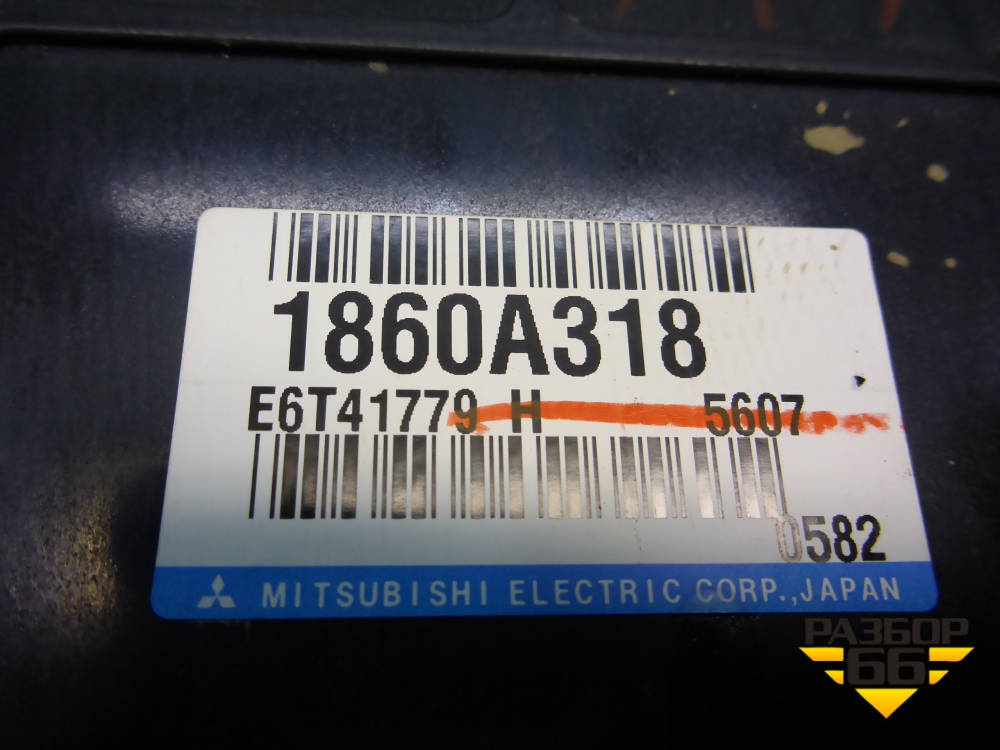 1860A318
E6T41779 H 5607
0582
MITSUBISHI ELECTRIC CORP.,JAPAN
РАЗБОР
66